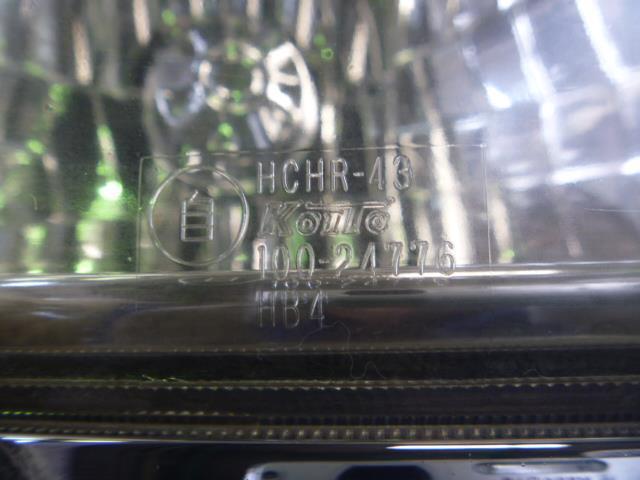 自
HCHR-43
KOITO
100-24776
HB4